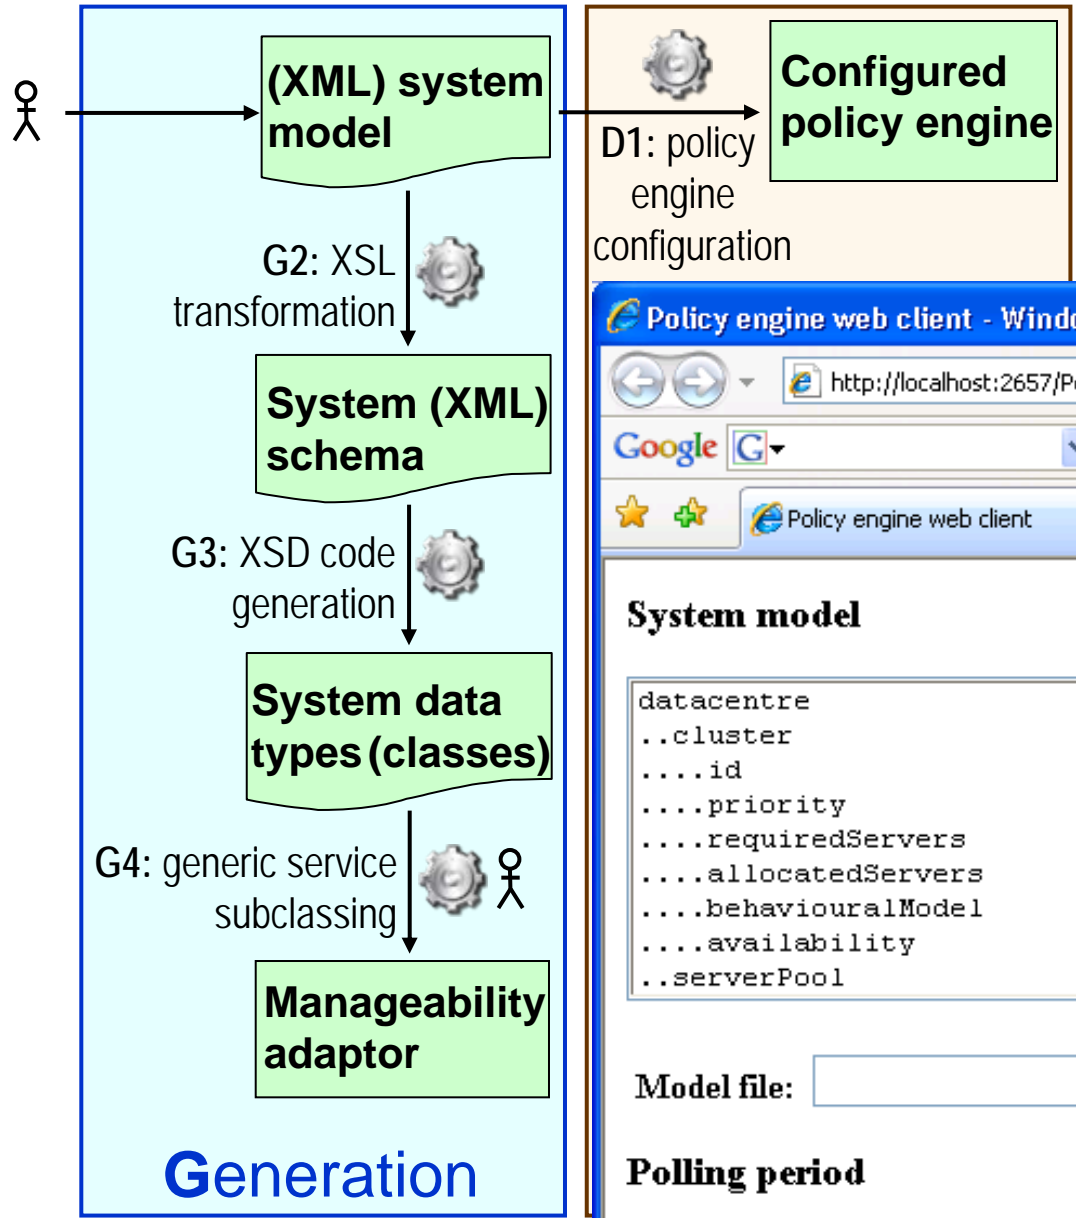 (XML) system
model
G2: XSL
transformation
System (XML)
schema
G3: XSD code
generation
System data
types (classes)
G4: generic service
subclassing
Manageability
adaptor
Generation
Configured
policy engine
D1: policy
engine
configuration
Policy engine web client - Windo
http://localhost:2657/Po
Google G
Policy engine web client
System model
datacentre
..cluster
....id
....priority
....requiredServers
....allocatedServers
....behaviouralModel
....availability
..serverPool
Model file:
Polling period